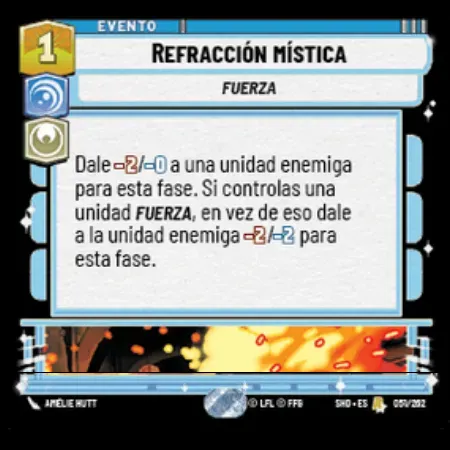 EVENTO
1
REFRACCIÓN MÍSTICA
FUERZA
Dale -2/-0 a una unidad enemiga
para esta fase. Si controlas una
unidad FUERZA, en vez de eso dale
a la unidad enemiga -2/-2 para
esta fase.
AMÉLIE HUTT © LFL © FFG SHD • ES 051/262